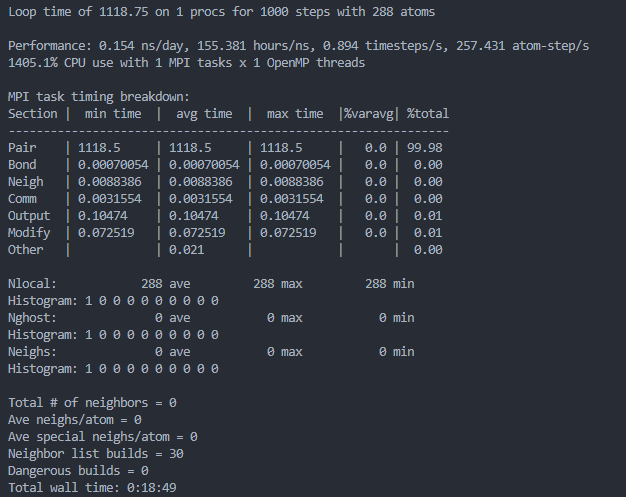 Loop time of 1118.75 on 1 procs for 1000 steps with 288 atoms

Performance: 0.154 ns/day, 155.381 hours/ns, 0.894 timesteps/s, 257.431 atom-step/s
1405.1% CPU use with 1 MPI tasks x 1 OpenMP threads

MPI task timing breakdown:
Section |  min time  |  avg time  |  max time  |%varavg| %total
---------------------------------------------------------------
Pair    | 1118.5     | 1118.5     | 1118.5     |   0.0 | 99.98
Bond    | 0.00070054 | 0.00070054 | 0.00070054 |   0.0 |  0.00
Neigh   | 0.0088386  | 0.0088386  | 0.0088386  |   0.0 |  0.00
Comm    | 0.0031554  | 0.0031554  | 0.0031554  |   0.0 |  0.00
Output  | 0.10474    | 0.10474    | 0.10474    |   0.0 |  0.01
Modify  | 0.072519   | 0.072519   | 0.072519   |   0.0 |  0.01
Other   |            | 0.021      |            |       |  0.00

Nlocal:            288 ave         288 max         288 min
Histogram: 1 0 0 0 0 0 0 0 0 0
Nghost:              0 ave           0 max           0 min
Histogram: 1 0 0 0 0 0 0 0 0 0
Neighs:              0 ave           0 max           0 min
Histogram: 1 0 0 0 0 0 0 0 0 0

Total # of neighbors = 0
Ave neighs/atom = 0
Ave special neighs/atom = 0
Neighbor list builds = 30
Dangerous builds = 0
Total wall time: 0:18:49